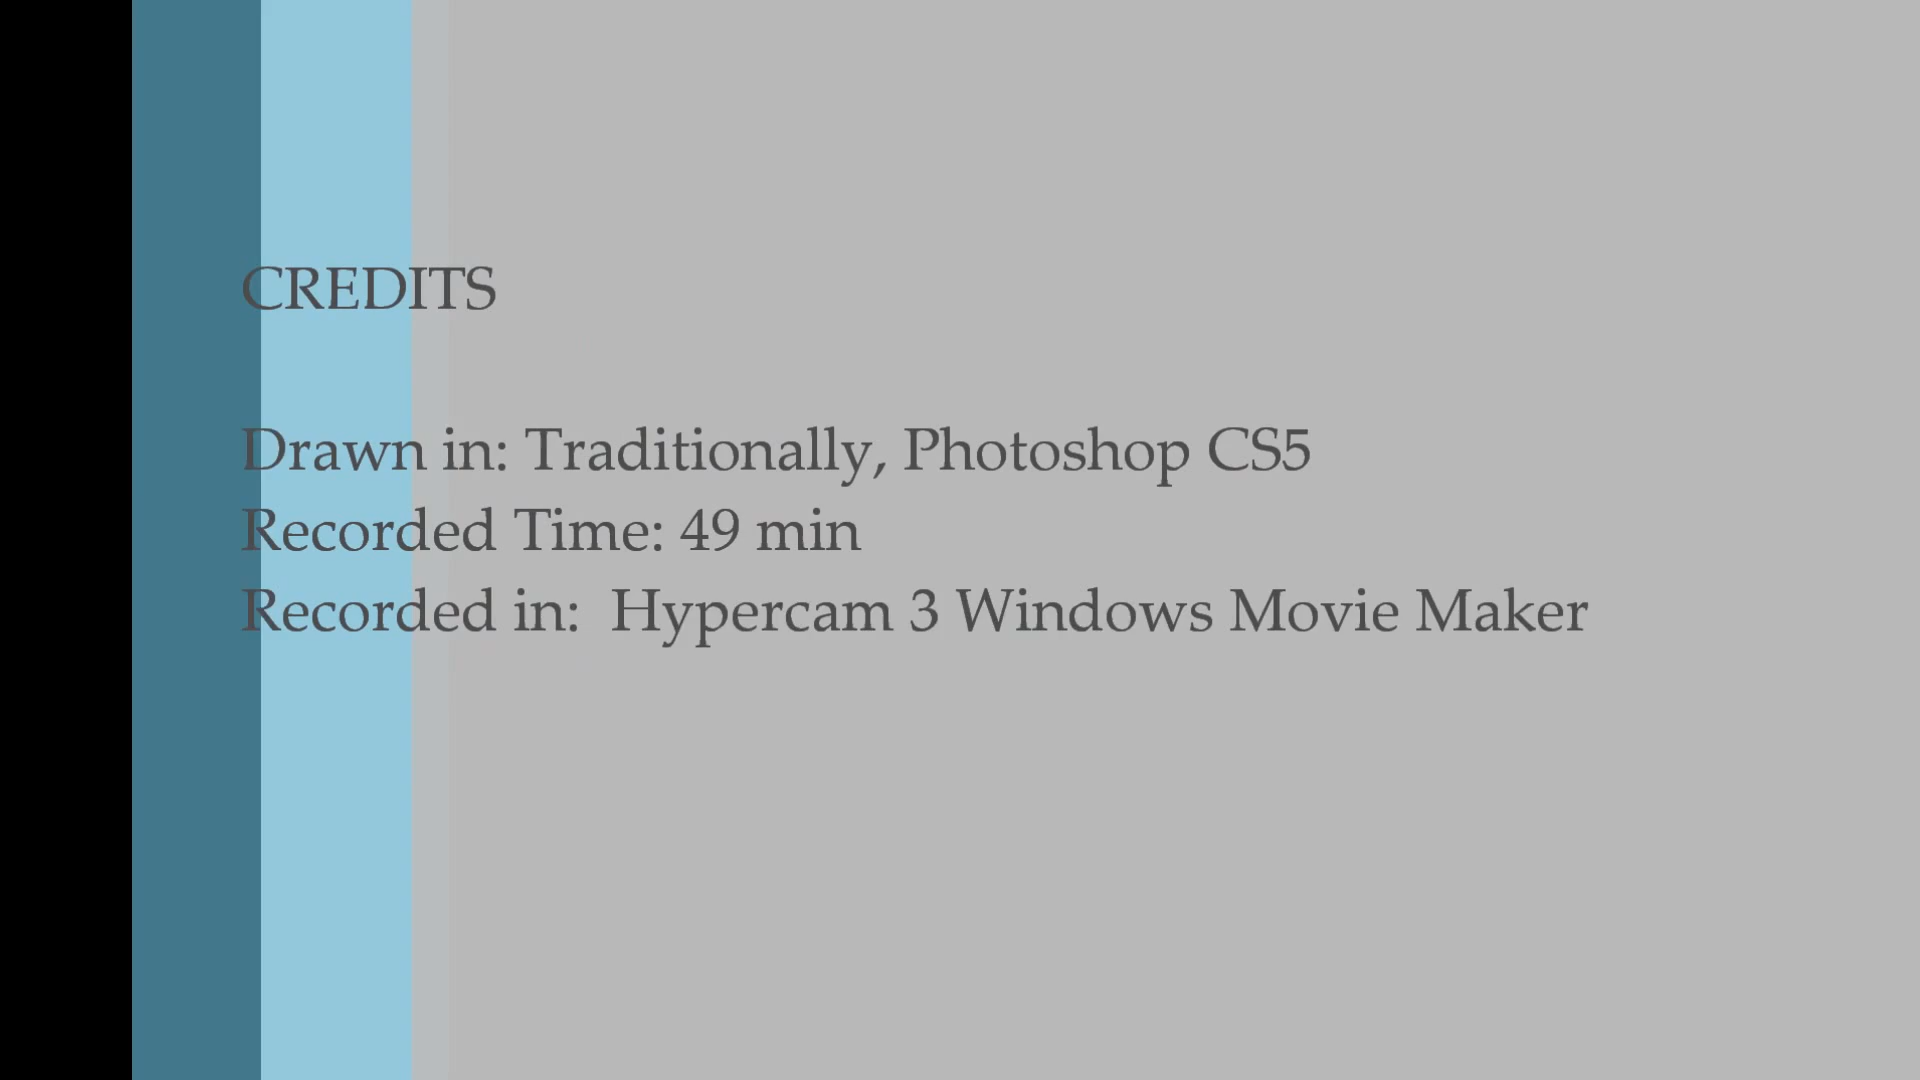 CREDITS
Drawn in: Traditionally, Photoshop CS5
Recorded Time: 49 min
Recorded in:  Hypercam 3 Windows Movie Maker